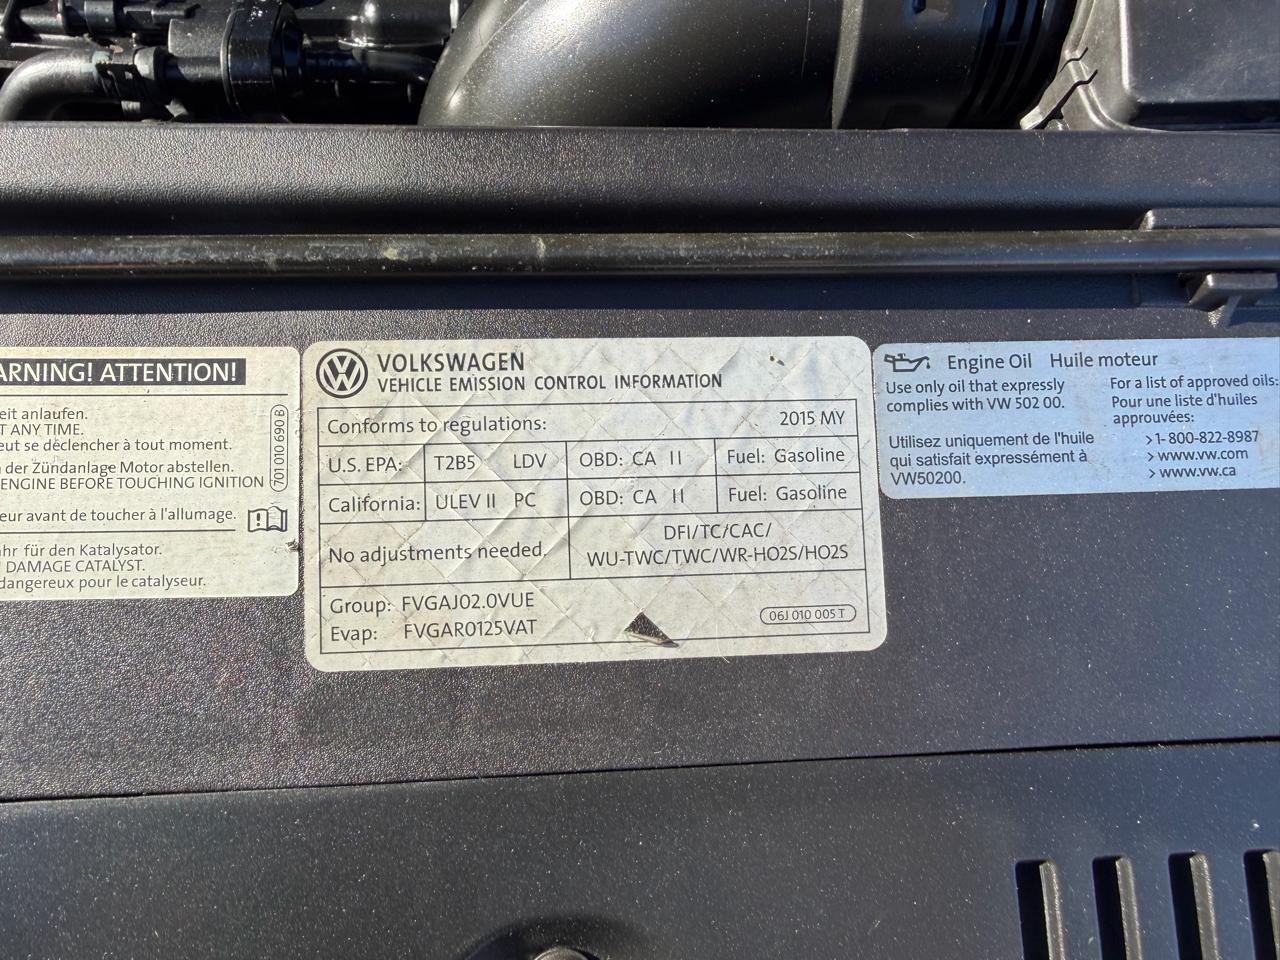 ARNING! ATTENTION!
eit anlaufen.
T ANY TIME.
eut se déclencher à tout moment.
der Zündanlage Motor abstellen.
ENGINE BEFORE TOUCHING IGNITION
eur avant de toucher à l'allumage.
hr für den Katalysator.
DAMAGE CATALYST.
dangereux pour le catalyseur.
701 010 690 B
VW
VOLKSWAGEN
VEHICLE EMISSION CONTROL INFORMATION
Conforms to regulations: 2015 MY
U.S. EPA: T2B5 LDV OBD: CA II Fuel: Gasoline
California: ULEV II PC OBD: CA II Fuel: Gasoline
No adjustments needed.
DFI/TC/CAC/
WU-TWC/TWC/WR-HO2S/HO2S
Group: FVGAJ02.0VUE
Evap: FVGAR0125VAT
06J 010 005 T
Engine Oil Huile moteur
Use only oil that expressly
complies with VW 502 00.
Utilisez uniquement de l'huile
qui satisfait expressément à
VW50200.
For a list of approved oils:
Pour une liste d'huiles
approuvées:
>1-800-822-8987
> www.vw.com
> www.vw.ca